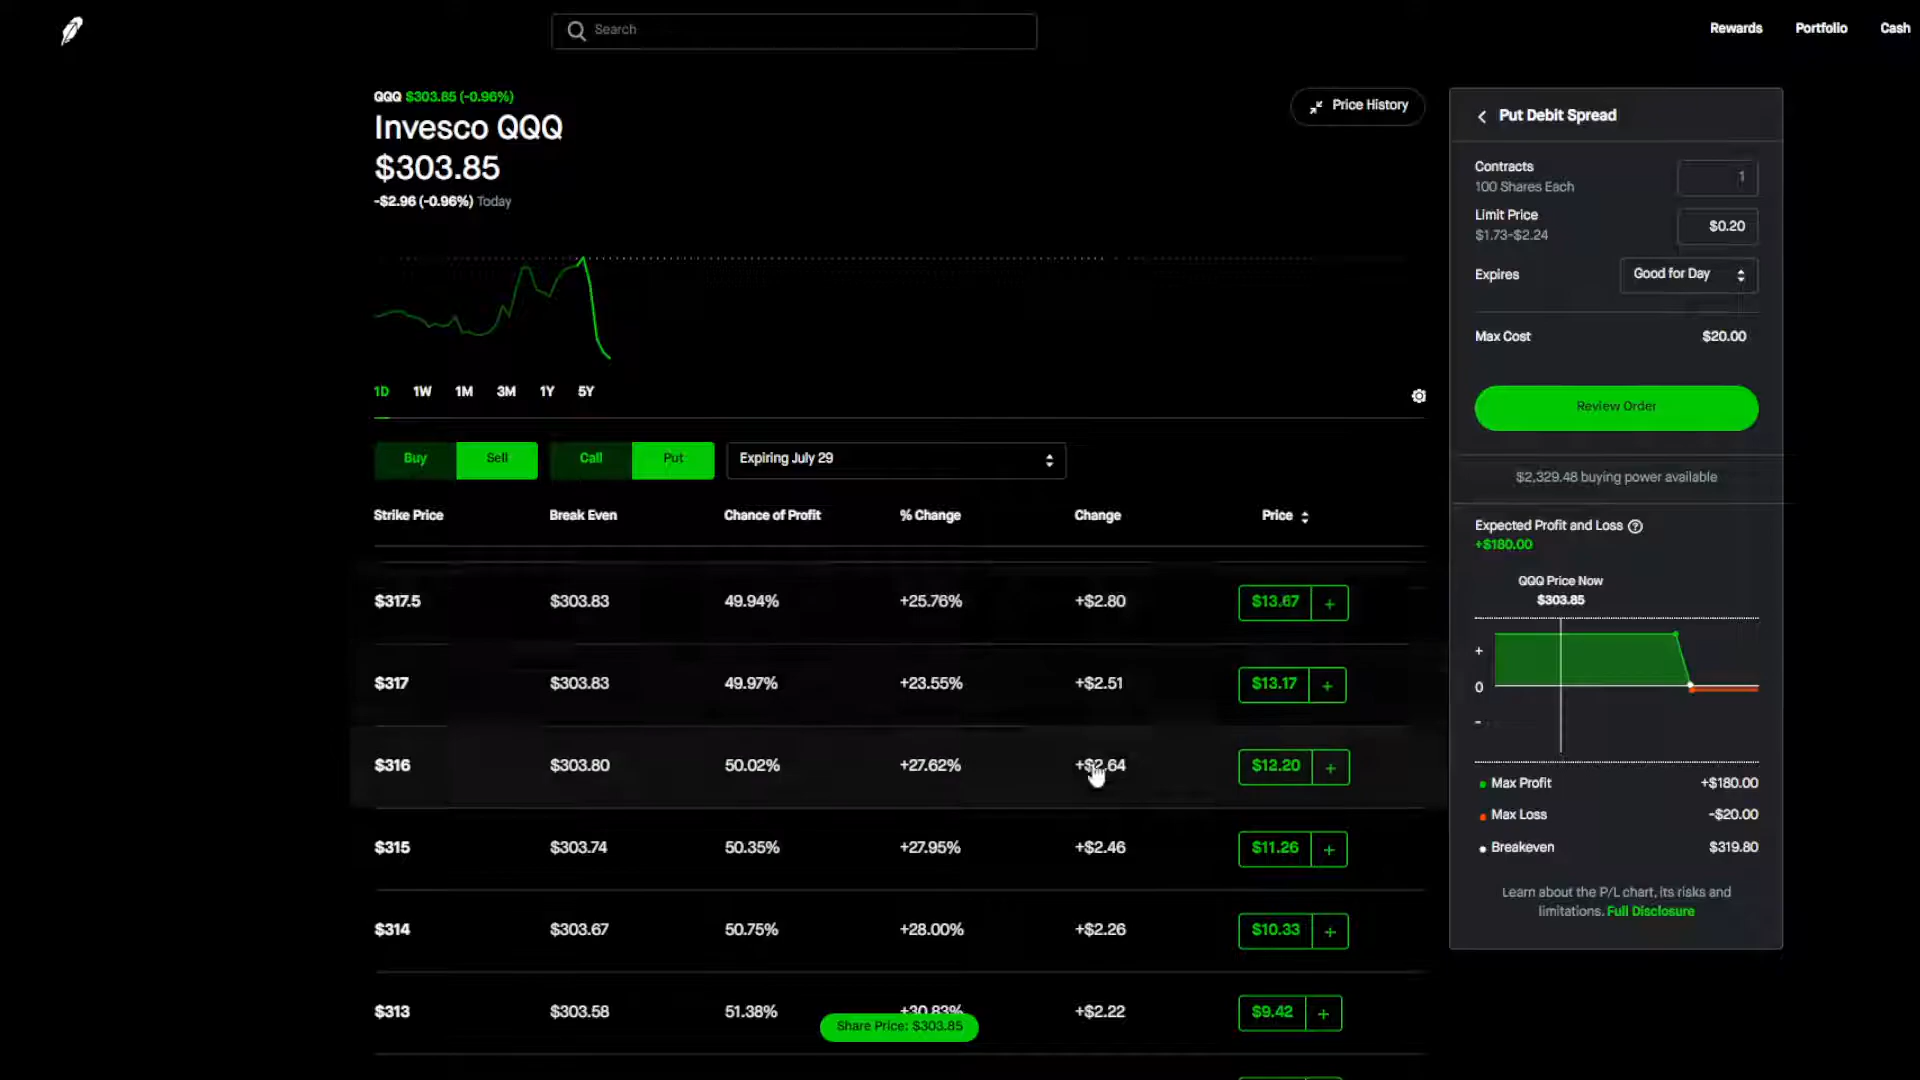 Search
Rewards Portfolio Cash
QQQ $303.85 (-0.96%)
Invesco QQQ
$303.85
-$2.96 (-0.96%) Today
Price History
1D 1W 1M 3M 1Y 5Y
Buy Sell Call Put Expiring July 29
Strike Price Break Even Chance of Profit % Change Change Price
$317.5 $303.83 49.94% +25.76% +$2.80 $13.67 +
$317 $303.83 49.97% +23.55% +$2.51 $13.17 +
$316 $303.80 50.02% +27.62% +$2.64 $12.20 +
$315 $303.74 50.35% +27.95% +$2.46 $11.26 +
$314 $303.67 50.75% +28.00% +$2.26 $10.33 +
$313 $303.58 51.38% +30.83% +$2.22 $9.42 +
Share Price: $303.85
Put Debit Spread
Contracts 1
100 Shares Each
Limit Price $0.20
$1.73-$2.24
Expires Good for Day
Max Cost $20.00
Review Order
$2,329.48 buying power available
Expected Profit and Loss ?
+$180.00
QQQ Price Now
$303.85
+
0
-
Max Profit +$180.00
Max Loss -$20.00
Breakeven $319.80
Learn about the P/L chart, its risks and
limitations. Full Disclosure